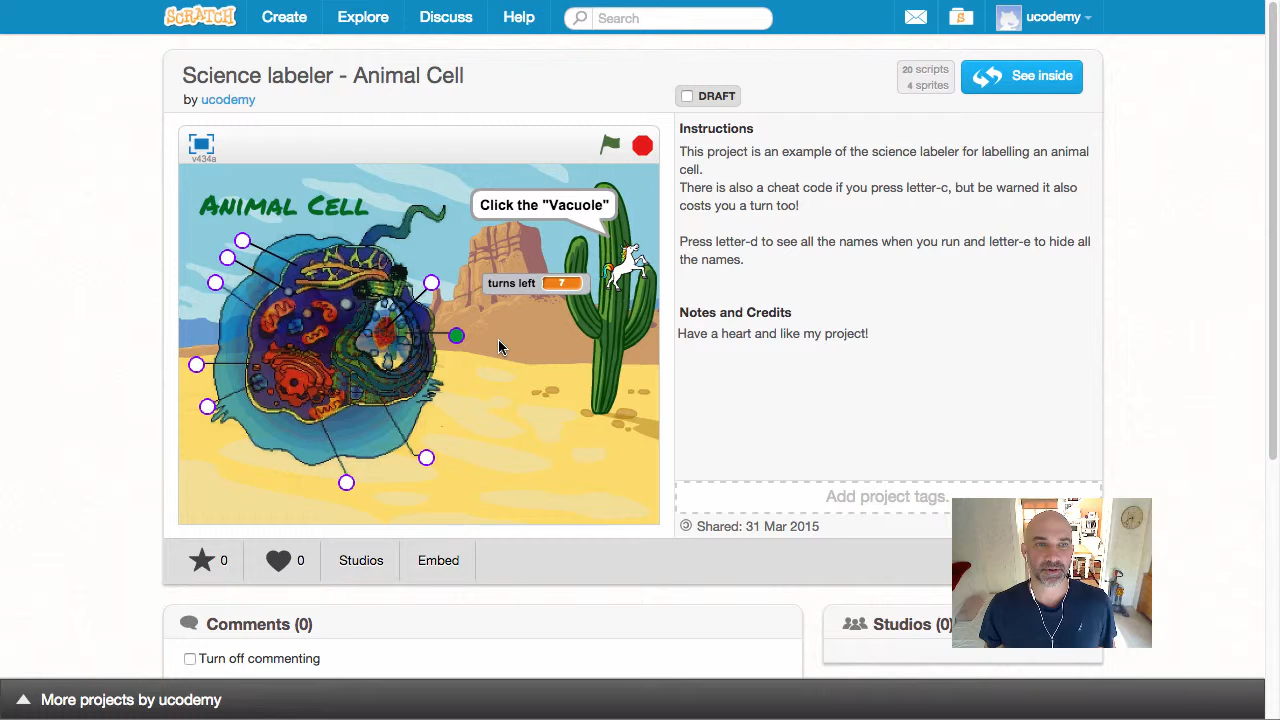 SCRATCH Create Explore Discuss Help Search ucodemy
Science labeler - Animal Cell
by ucodemy
DRAFT
20 scripts
4 sprites
See inside
v434a
ANIMAL CELL
Click the "Vacuole"
turns left 7
Instructions
This project is an example of the science labeler for labelling an animal
cell.
There is also a cheat code if you press letter-c, but be warned it also
costs you a turn too!
Press letter-d to see all the names when you run and letter-e to hide all
the names.
Notes and Credits
Have a heart and like my project!
Add project tags.
Shared: 31 Mar 2015
0 0 Studios Embed
Comments (0)
Turn off commenting
Studios (0)
More projects by ucodemy